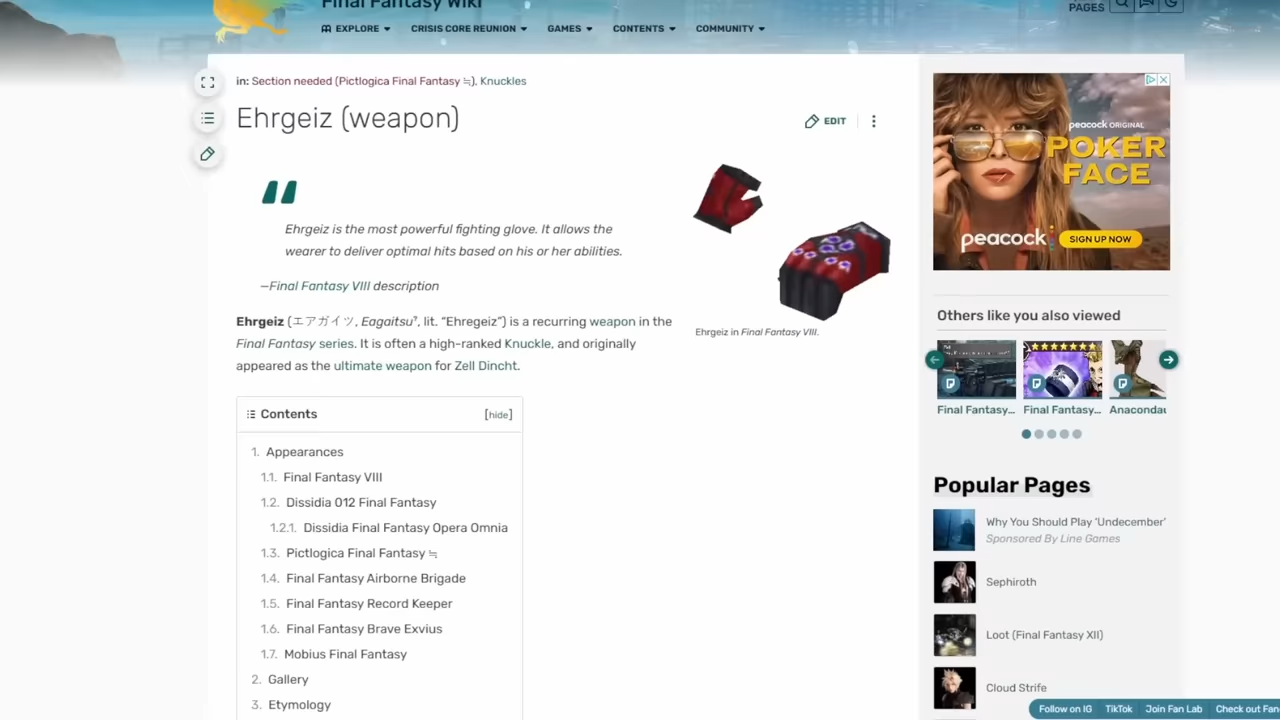 Final Fantasy Wiki
EXPLORE
CRISIS CORE REUNION
GAMES
CONTENTS
COMMUNITY
PAGES
in: Section needed (Pictlogica Final Fantasy ≒), Knuckles
Ehrgeiz (weapon)
EDIT
Ehrgeiz is the most powerful fighting glove. It allows the
wearer to deliver optimal hits based on his or her abilities.
—Final Fantasy VIII description
Ehrgeiz (エアガイツ, Eagaitsu?, lit. "Ehregeiz") is a recurring weapon in the
Final Fantasy series. It is often a high-ranked Knuckle, and originally
appeared as the ultimate weapon for Zell Dincht.
Ehrgeiz in Final Fantasy VIII.
Contents [hide]
1. Appearances
1.1. Final Fantasy VIII
1.2. Dissidia 012 Final Fantasy
1.2.1. Dissidia Final Fantasy Opera Omnia
1.3. Pictlogica Final Fantasy ≒
1.4. Final Fantasy Airborne Brigade
1.5. Final Fantasy Record Keeper
1.6. Final Fantasy Brave Exvius
1.7. Mobius Final Fantasy
2. Gallery
3. Etymology
peacock ORIGINAL
POKER
FACE
peacock
SIGN UP NOW
Others like you also viewed
Final Fantasy...
Final Fantasy...
Anacondau
Popular Pages
Why You Should Play 'Undecember'
Sponsored By Line Games
Sephiroth
Loot (Final Fantasy XII)
Cloud Strife
Follow on IG
TikTok
Join Fan Lab
Check out Fan